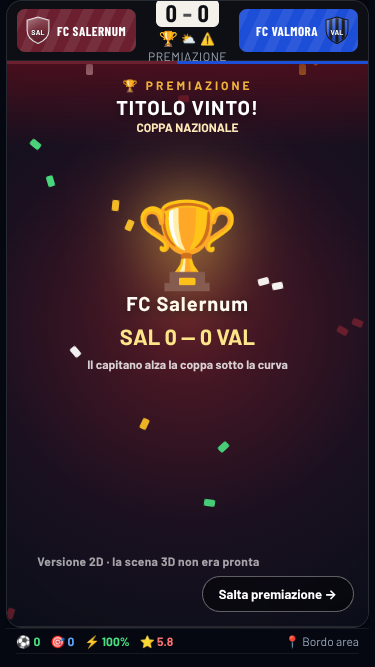 SAL FC SALERNUM
0 – 0
FC VALMORA VAL
PREMIAZIONE
🏆 PREMIAZIONE
TITOLO VINTO!
COPPA NAZIONALE
FC Salernum
SAL 0 — 0 VAL
Il capitano alza la coppa sotto la curva
Versione 2D · la scena 3D non era pronta
Salta premiazione →
⚽ 0 🎯 0 ⚡ 100% ⭐ 5.8 📍 Bordo area